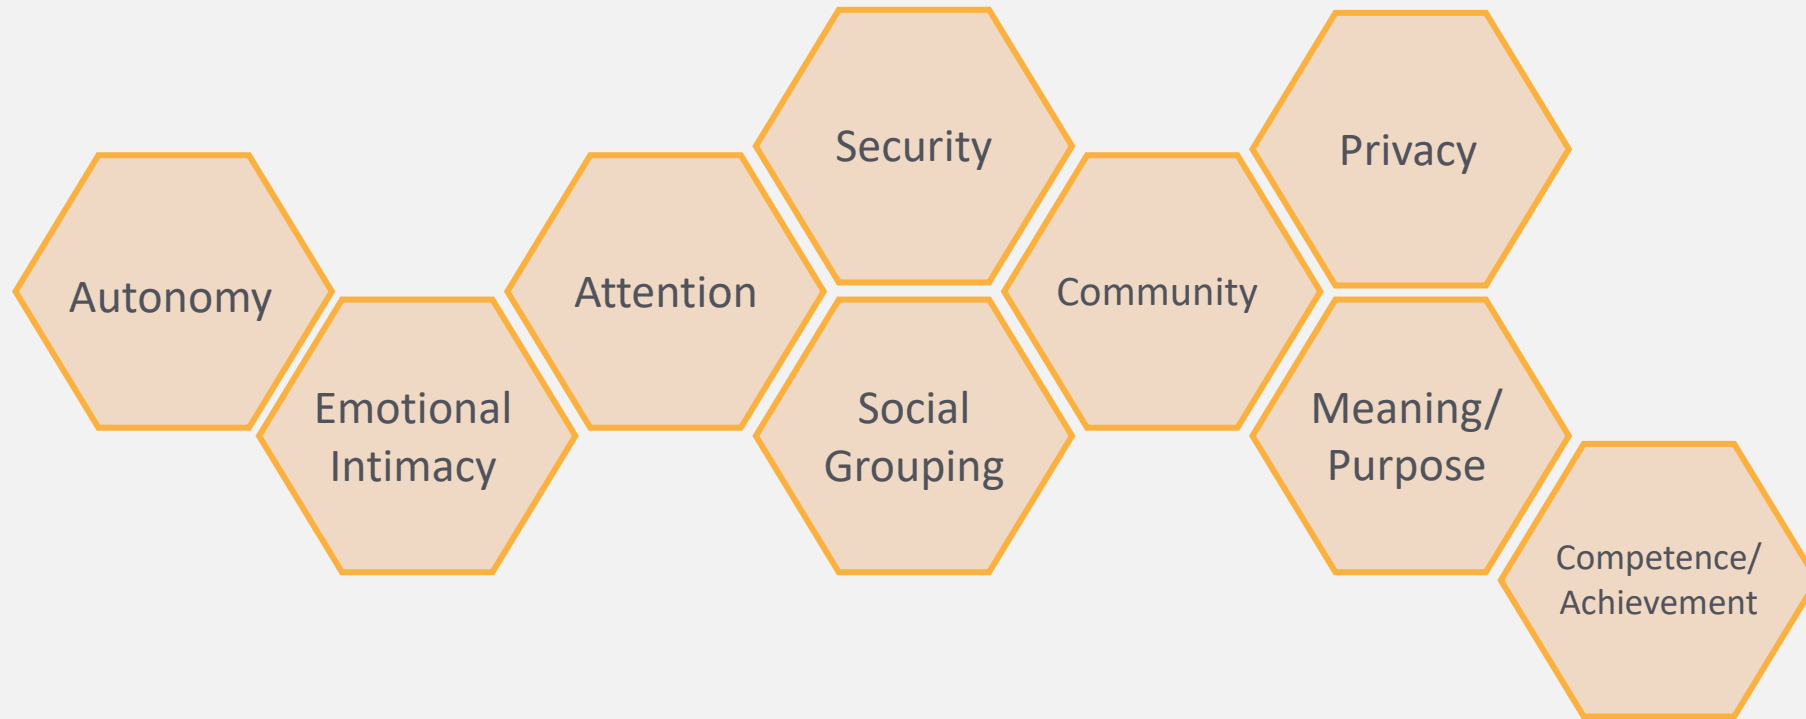 Autonomy
Emotional
Intimacy
Attention
Security
Social
Grouping
Community
Privacy
Meaning/
Purpose
Competence/
Achievement